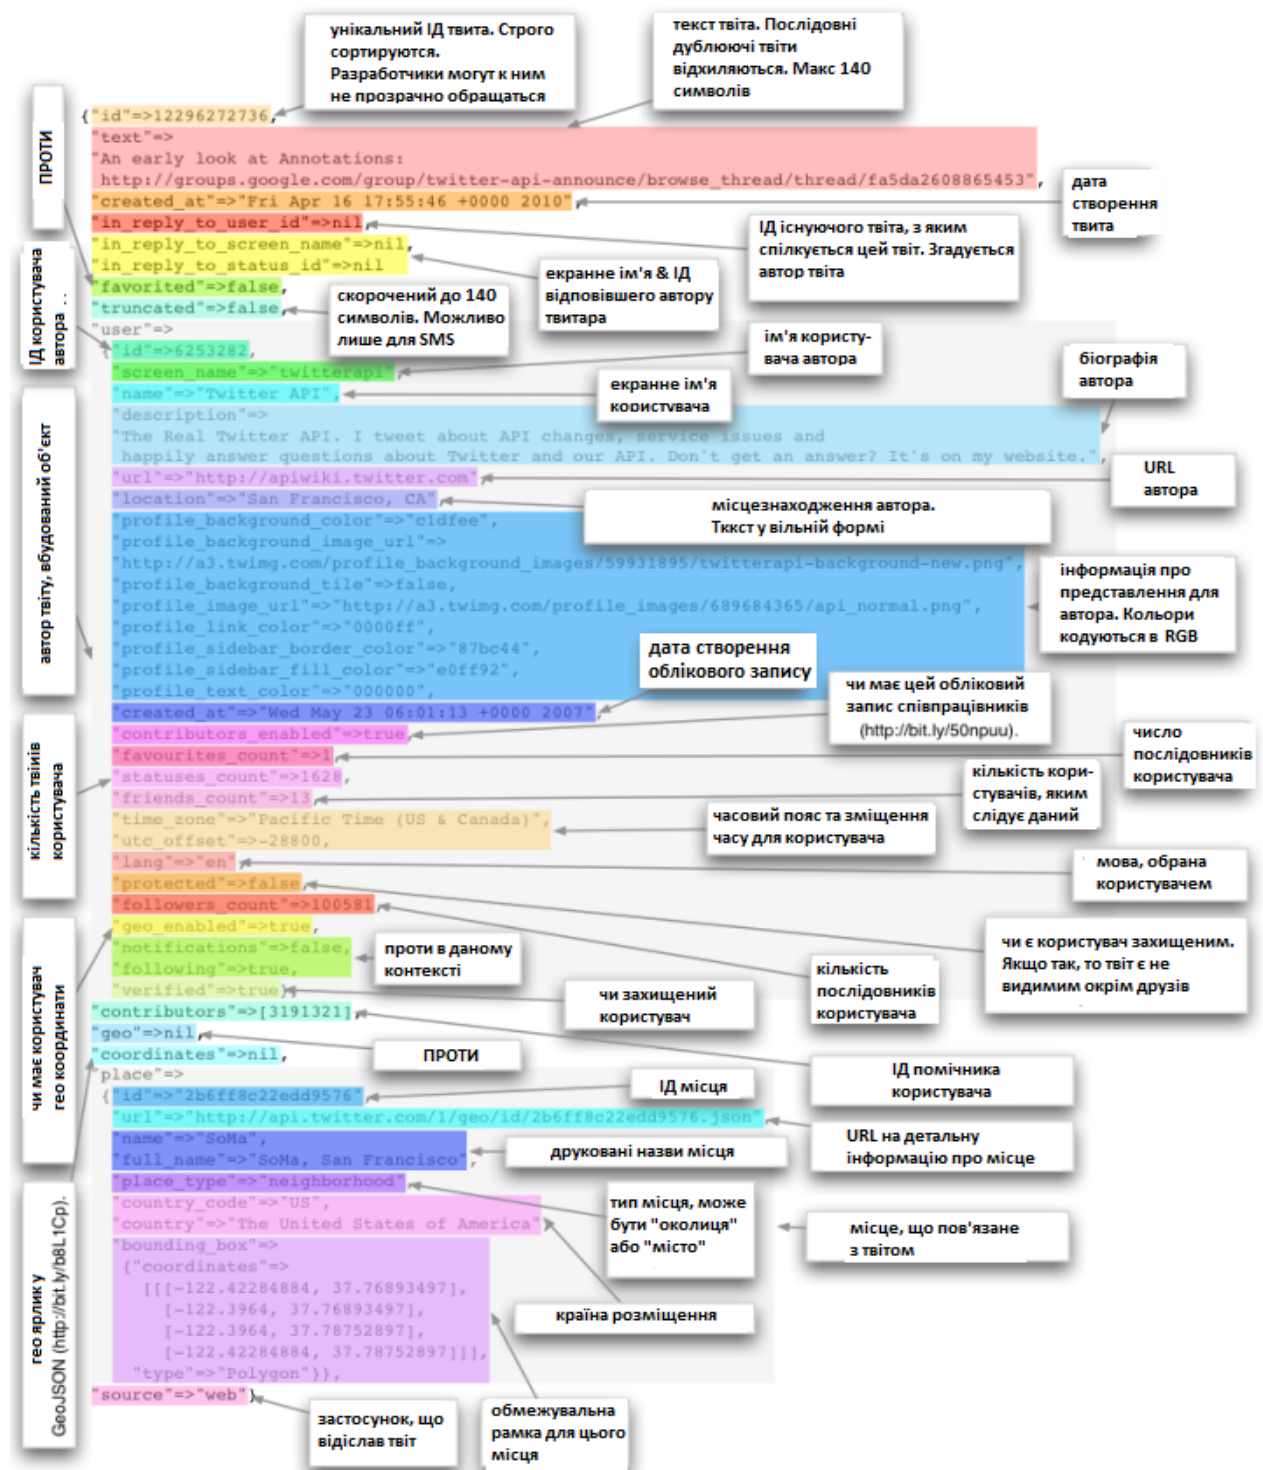 унікальний ІД твита. Строго
сортируются.
Разработчики могут к ним
не прозрачно обращаться
текст твіта. Послідовні
дублюючі твіти
відхиляються. Макс 140
символів
ПРОТИ
{"id"=>12296272736,
"text"=>
"An early look at Annotations:
http://groups.google.com/group/twitter-api-announce/browse_thread/thread/fa5da2608865453",
"created_at"=>"Fri Apr 16 17:55:46 +0000 2010",
дата
створення
твита
"in_reply_to_user_id"=>nil,
ІД існуючого твіта, з яким
спілкується цей твіт. Згадується
автор твіта
"in_reply_to_screen_name"=>nil,
"in_reply_to_status_id"=>nil
екранне ім'я & ІД
відповівшего автору
твитара
"favorited"=>false,
"truncated"=>false,
скорочений до 140
символів. Можливо
лише для SMS
ІД користувача
автора
"user"=>
{"id"=>6253282,
"screen_name"=>"twitterapi",
ім'я користу-
вача автора
"name"=>"Twitter API",
екранне ім'я
користувача
біографія
автора
"description"=>
"The Real Twitter API. I tweet about API changes, service issues and
happily answer questions about Twitter and our API. Don't get an answer? It's on my website.",
"url"=>"http://apiwiki.twitter.com"
URL
автора
"location"=>"San Francisco, CA"
місцезнаходження автора.
Тккст у вільній формі
автор твіту, вбудований об'єкт
"profile_background_color"=>"c1dfee",
"profile_background_image_url"=>
"http://a3.twimg.com/profile_background_images/59931895/twitterapi-background-new.png",
"profile_background_tile"=>false,
"profile_image_url"=>"http://a3.twimg.com/profile_images/689684365/api_normal.png",
"profile_link_color"=>"0000ff",
"profile_sidebar_border_color"=>"87bc44",
"profile_sidebar_fill_color"=>"e0ff92",
"profile_text_color"=>"000000",
інформація про
представлення для
автора. Кольори
кодуються в RGB
дата створення
облікового запису
"created_at"=>"Wed May 23 06:01:13 +0000 2007",
"contributors_enabled"=>true,
чи має цей обліковий
запис співпрацівників
(http://bit.ly/50npuu).
"favourites_count"=>1
число
послідовників
користувача
"statuses_count"=>1628,
кількість твіиїв
користувача
"friends_count"=>13
кількість кори-
стувачів, яким
слідує даний
"time_zone"=>"Pacific Time (US & Canada)",
"utc_offset"=>-28800,
часовий пояс та зміщення
часу для користувача
"lang"=>"en",
мова, обрана
користувачем
"protected"=>false,
"followers_count"=>100581,
"geo_enabled"=>true,
"notifications"=>false,
"following"=>true,
"verified"=>true}
проти в даному
контексті
чи захищений
користувач
кількість
послідовників
користувача
чи є користувач захищеним.
Якщо так, то твіт є не
видимим окрім друзів
чи має користувач
гео координати
"contributors"=>[3191321],
"geo"=>nil,
"coordinates"=>nil,
ПРОТИ
ІД помічника
користувача
"place"=>
{"id"=>"2b6ff8c22edd9576"
ІД місця
"url"=>"http://api.twitter.com/1/geo/id/2b6ff8c22edd9576.json"
URL на детальну
інформацію про місце
"name"=>"SoMa",
"full_name"=>"SoMa, San Francisco",
друковані назви місця
"place_type"=>"neighborhood"
тип місця, може
бути "околиця"
або "місто"
"country_code"=>"US",
"country"=>"The United States of America"
місце, що пов'язане
з твітом
країна розміщення
"bounding_box"=>
{"coordinates"=>
[[[-122.42284884, 37.76893497],
[-122.3964, 37.76893497],
[-122.3964, 37.78752897],
[-122.42284884, 37.78752897]]],
"type"=>"Polygon"}},
гео ярлик у
GeoJSON (http://bit.ly/b8L1Cp).
"source"=>"web"}
застосунок, що
відіслав твіт
обмежувальна
рамка для цього
місця